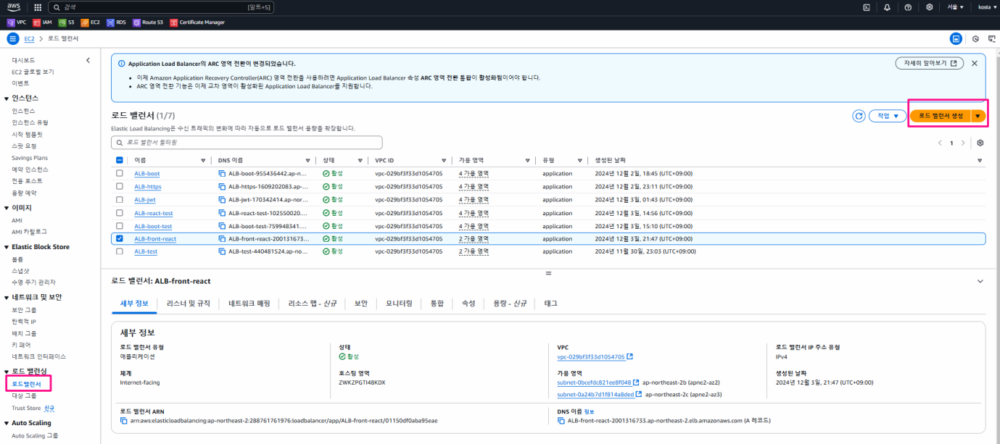 aws
검색 [알트+S] 서울 kosta
VPC IAM S3 EC2 RDS Route 53 Certificate Manager
EC2 > 로드 밸런서
대시보드
EC2 글로벌 보기
이벤트
인스턴스
인스턴스
인스턴스 유형
시작 템플릿
스팟 요청
Savings Plans
예약 인스턴스
전용 호스트
용량 예약
이미지
AMI
AMI 카탈로그
Elastic Block Store
볼륨
스냅샷
수명 주기 관리자
네트워크 및 보안
보안 그룹
탄력적 IP
배치 그룹
키 페어
네트워크 인터페이스
로드 밸런싱
로드밸런서
대상 그룹
Trust Store 신규
Auto Scaling
Auto Scaling 그룹
Application Load Balancer의 ARC 영역 전환이 변경되었습니다.
자세히 알아보기
• 이제 Amazon Application Recovery Controller(ARC) 영역 전환을 사용하려면 Application Load Balancer 속성 ARC 영역 전환 통합이 활성화됨이어야 합니다.
• ARC 영역 전환 기능은 이제 교차 영역이 활성화된 Application Load Balancer를 지원합니다.
로드 밸런서 (1/7)
작업
로드 밸런서 생성
Elastic Load Balancing은 수신 트래픽의 변화에 따라 자동으로 로드 밸런서 용량을 확장합니다.
로드 밸런서 필터링
1
이름 DNS 이름 상태 VPC ID 가용 영역 유형 생성된 날짜
ALB-boot ALB-boot-955436442.ap-n... 활성 vpc-029bf3f33d1054705 4 가용 영역 application 2024년 12월 2일, 18:45 (UTC+09:00)
ALB-https ALB-https-1609202083.ap-... 활성 vpc-029bf3f33d1054705 4 가용 영역 application 2024년 12월 2일, 23:11 (UTC+09:00)
ALB-jwt ALB-jwt-170342414.ap-nor... 활성 vpc-029bf3f33d1054705 4 가용 영역 application 2024년 12월 3일, 01:43 (UTC+09:00)
ALB-react-test ALB-react-test-102550020.... 활성 vpc-029bf3f33d1054705 4 가용 영역 application 2024년 12월 3일, 14:56 (UTC+09:00)
ALB-boot-test ALB-boot-test-759948341.... 활성 vpc-029bf3f33d1054705 4 가용 영역 application 2024년 12월 3일, 15:10 (UTC+09:00)
ALB-front-react ALB-front-react-200131673... 활성 vpc-029bf3f33d1054705 2 가용 영역 application 2024년 12월 3일, 21:47 (UTC+09:00)
ALB-test ALB-test-440481524.ap-no... 활성 vpc-029bf3f33d1054705 2 가용 영역 application 2024년 11월 30일, 23:03 (UTC+09:00)
로드 밸런서: ALB-front-react
세부 정보 리스너 및 규칙 네트워크 매핑 리소스 맵 - 신규 보안 모니터링 통합 속성 용량 - 신규 태그
세부 정보
로드 밸런서 유형
애플리케이션
상태
활성
VPC
vpc-029bf3f33d1054705
로드 밸런서 IP 주소 유형
IPv4
체계
Internet-facing
호스팅 영역
ZWKZPGTI48KDX
가용 영역
subnet-0bcefdc821ee8f048 ap-northeast-2b (apne2-az2)
subnet-0a24b7d1f814a8ded ap-northeast-2c (apne2-az3)
생성된 날짜
2024년 12월 3일, 21:47 (UTC+09:00)
로드 밸런서 ARN
arn:aws:elasticloadbalancing:ap-northeast-2:288761761976:loadbalancer/app/ALB-front-react/01150df0aba95eae
DNS 이름 정보
ALB-front-react-2001316733.ap-northeast-2.elb.amazonaws.com (A 레코드)